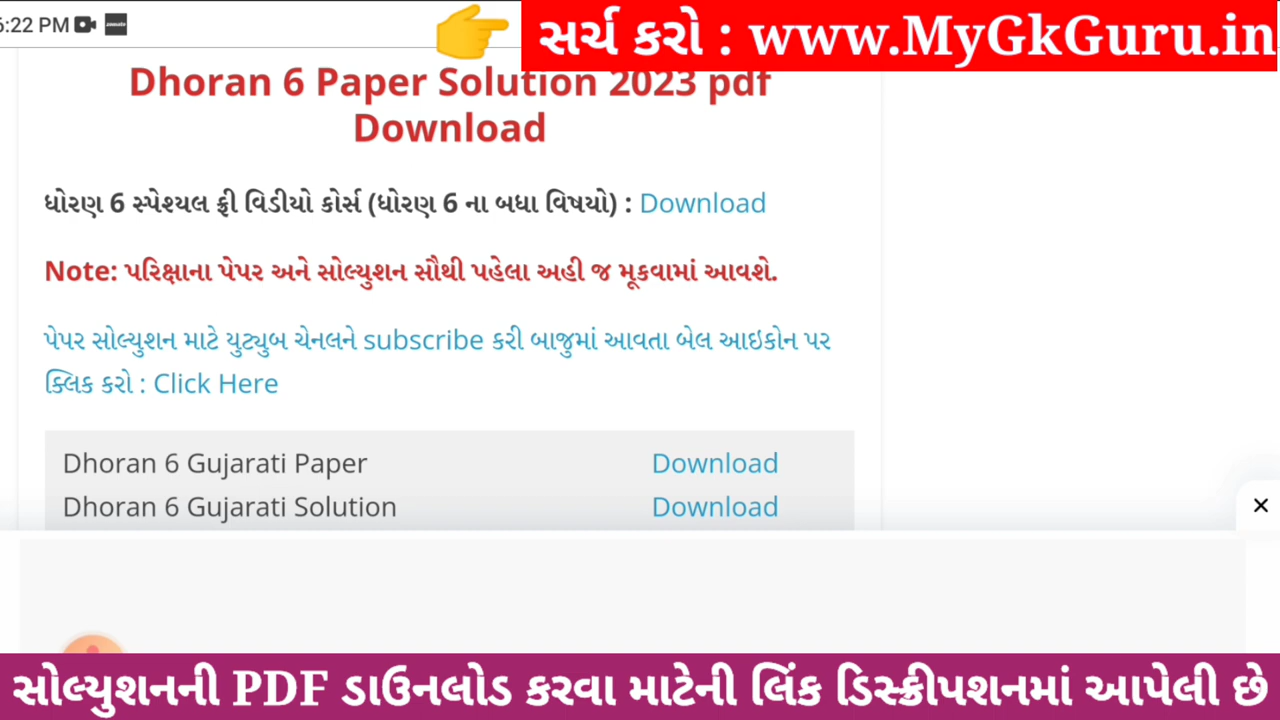 6:22 PM
સર્ચ કરો : www.MyGkGuru.in
Dhoran 6 Paper Solution 2023 pdf
Download
ધોરણ 6 સ્પેશ્યલ ફ્રી વિડીયો કોર્સ (ધોરણ 6 ના બધા વિષયો) : Download
Note: પરિક્ષાના પેપર અને સોલ્યુશન સૌથી પહેલા અહી જ મૂકવામાં આવશે.
પેપર સોલ્યુશન માટે યુટ્યુબ ચેનલને subscribe કરી બાજુમાં આવતા બેલ આઇકોન પર
ક્લિક કરો : Click Here
Dhoran 6 Gujarati Paper Download
Dhoran 6 Gujarati Solution Download
સોલ્યુશનની PDF ડાઉનલોડ કરવા માટેની લિંક ડિસ્ક્રીપશનમાં આપેલી છે